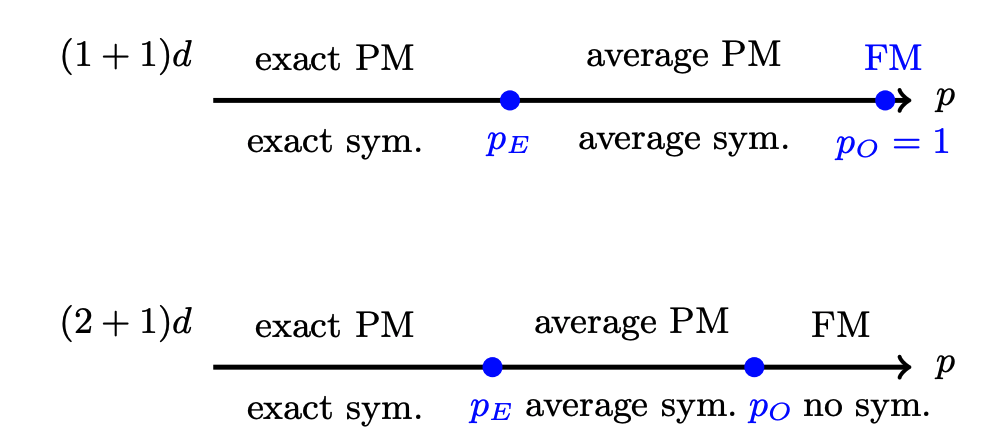 (1 + 1)d exact PM average PM FM
p
exact sym. p_E average sym. p_O = 1
(2 + 1)d exact PM average PM FM
p
exact sym. p_E average sym. p_O no sym.